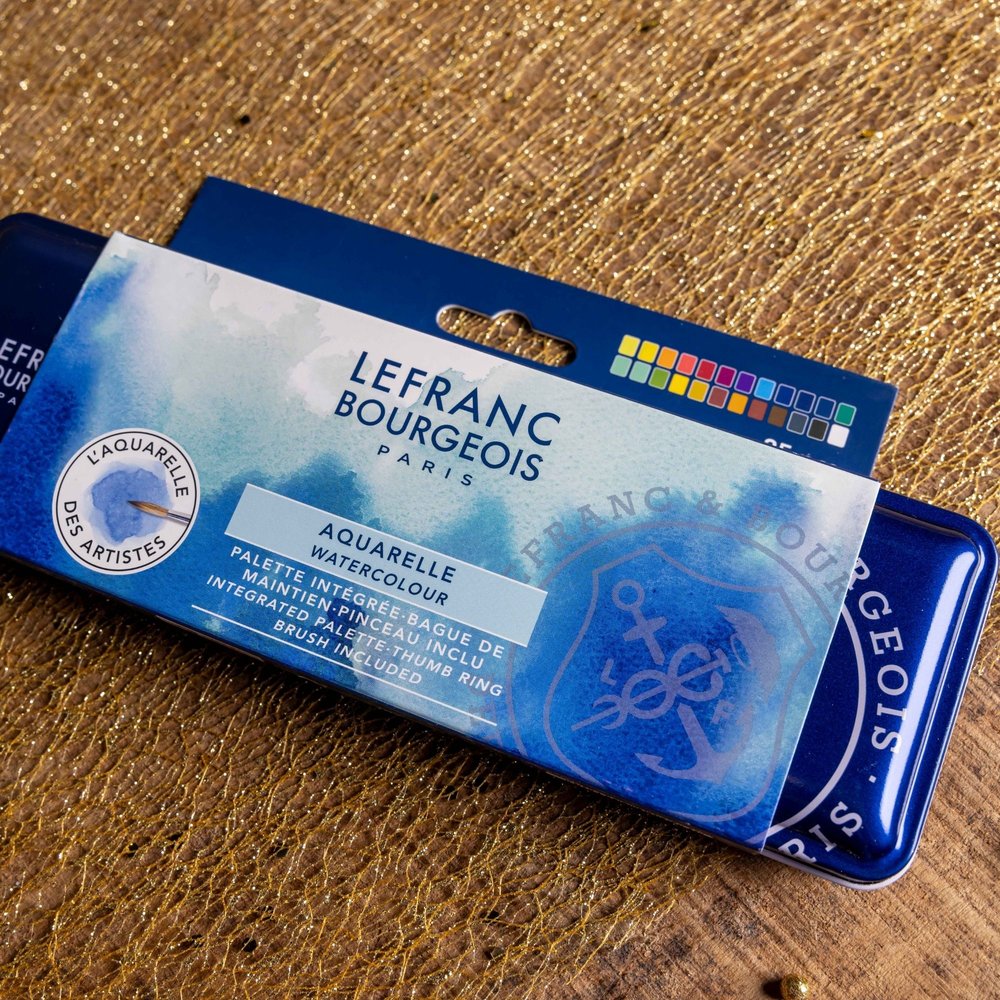 LEFRANC
BOURGEOIS
PARIS
L'AQUARELLE
DES ARTISTES
AQUARELLE
WATERCOLOUR
PALETTE INTÉGRÉE·BAGUE DE
MAINTIEN·PINCEAU INCLU
INTEGRATED PALETTE·THUMB RING
BRUSH INCLUDED